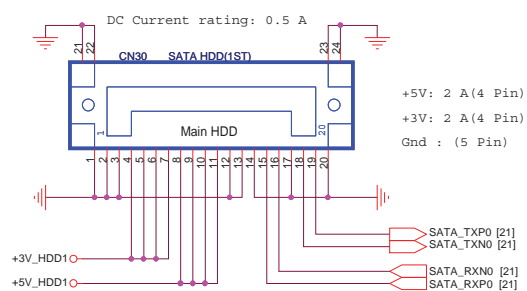 DC Current rating: 0.5 A
21 22 23 24
CN30 SATA HDD(1ST)
+5V: 2 A(4 Pin)
+3V: 2 A(4 Pin)
Gnd : (5 Pin)
1 Main HDD 20
1 2 3 4 5 6 7 8 9 10 11 12 13 14 15 16 17 18 19 20
SATA_TXP0 [21]
SATA_TXN0 [21]
+3V_HDD1
SATA_RXN0 [21]
+5V_HDD1
SATA_RXP0 [21]